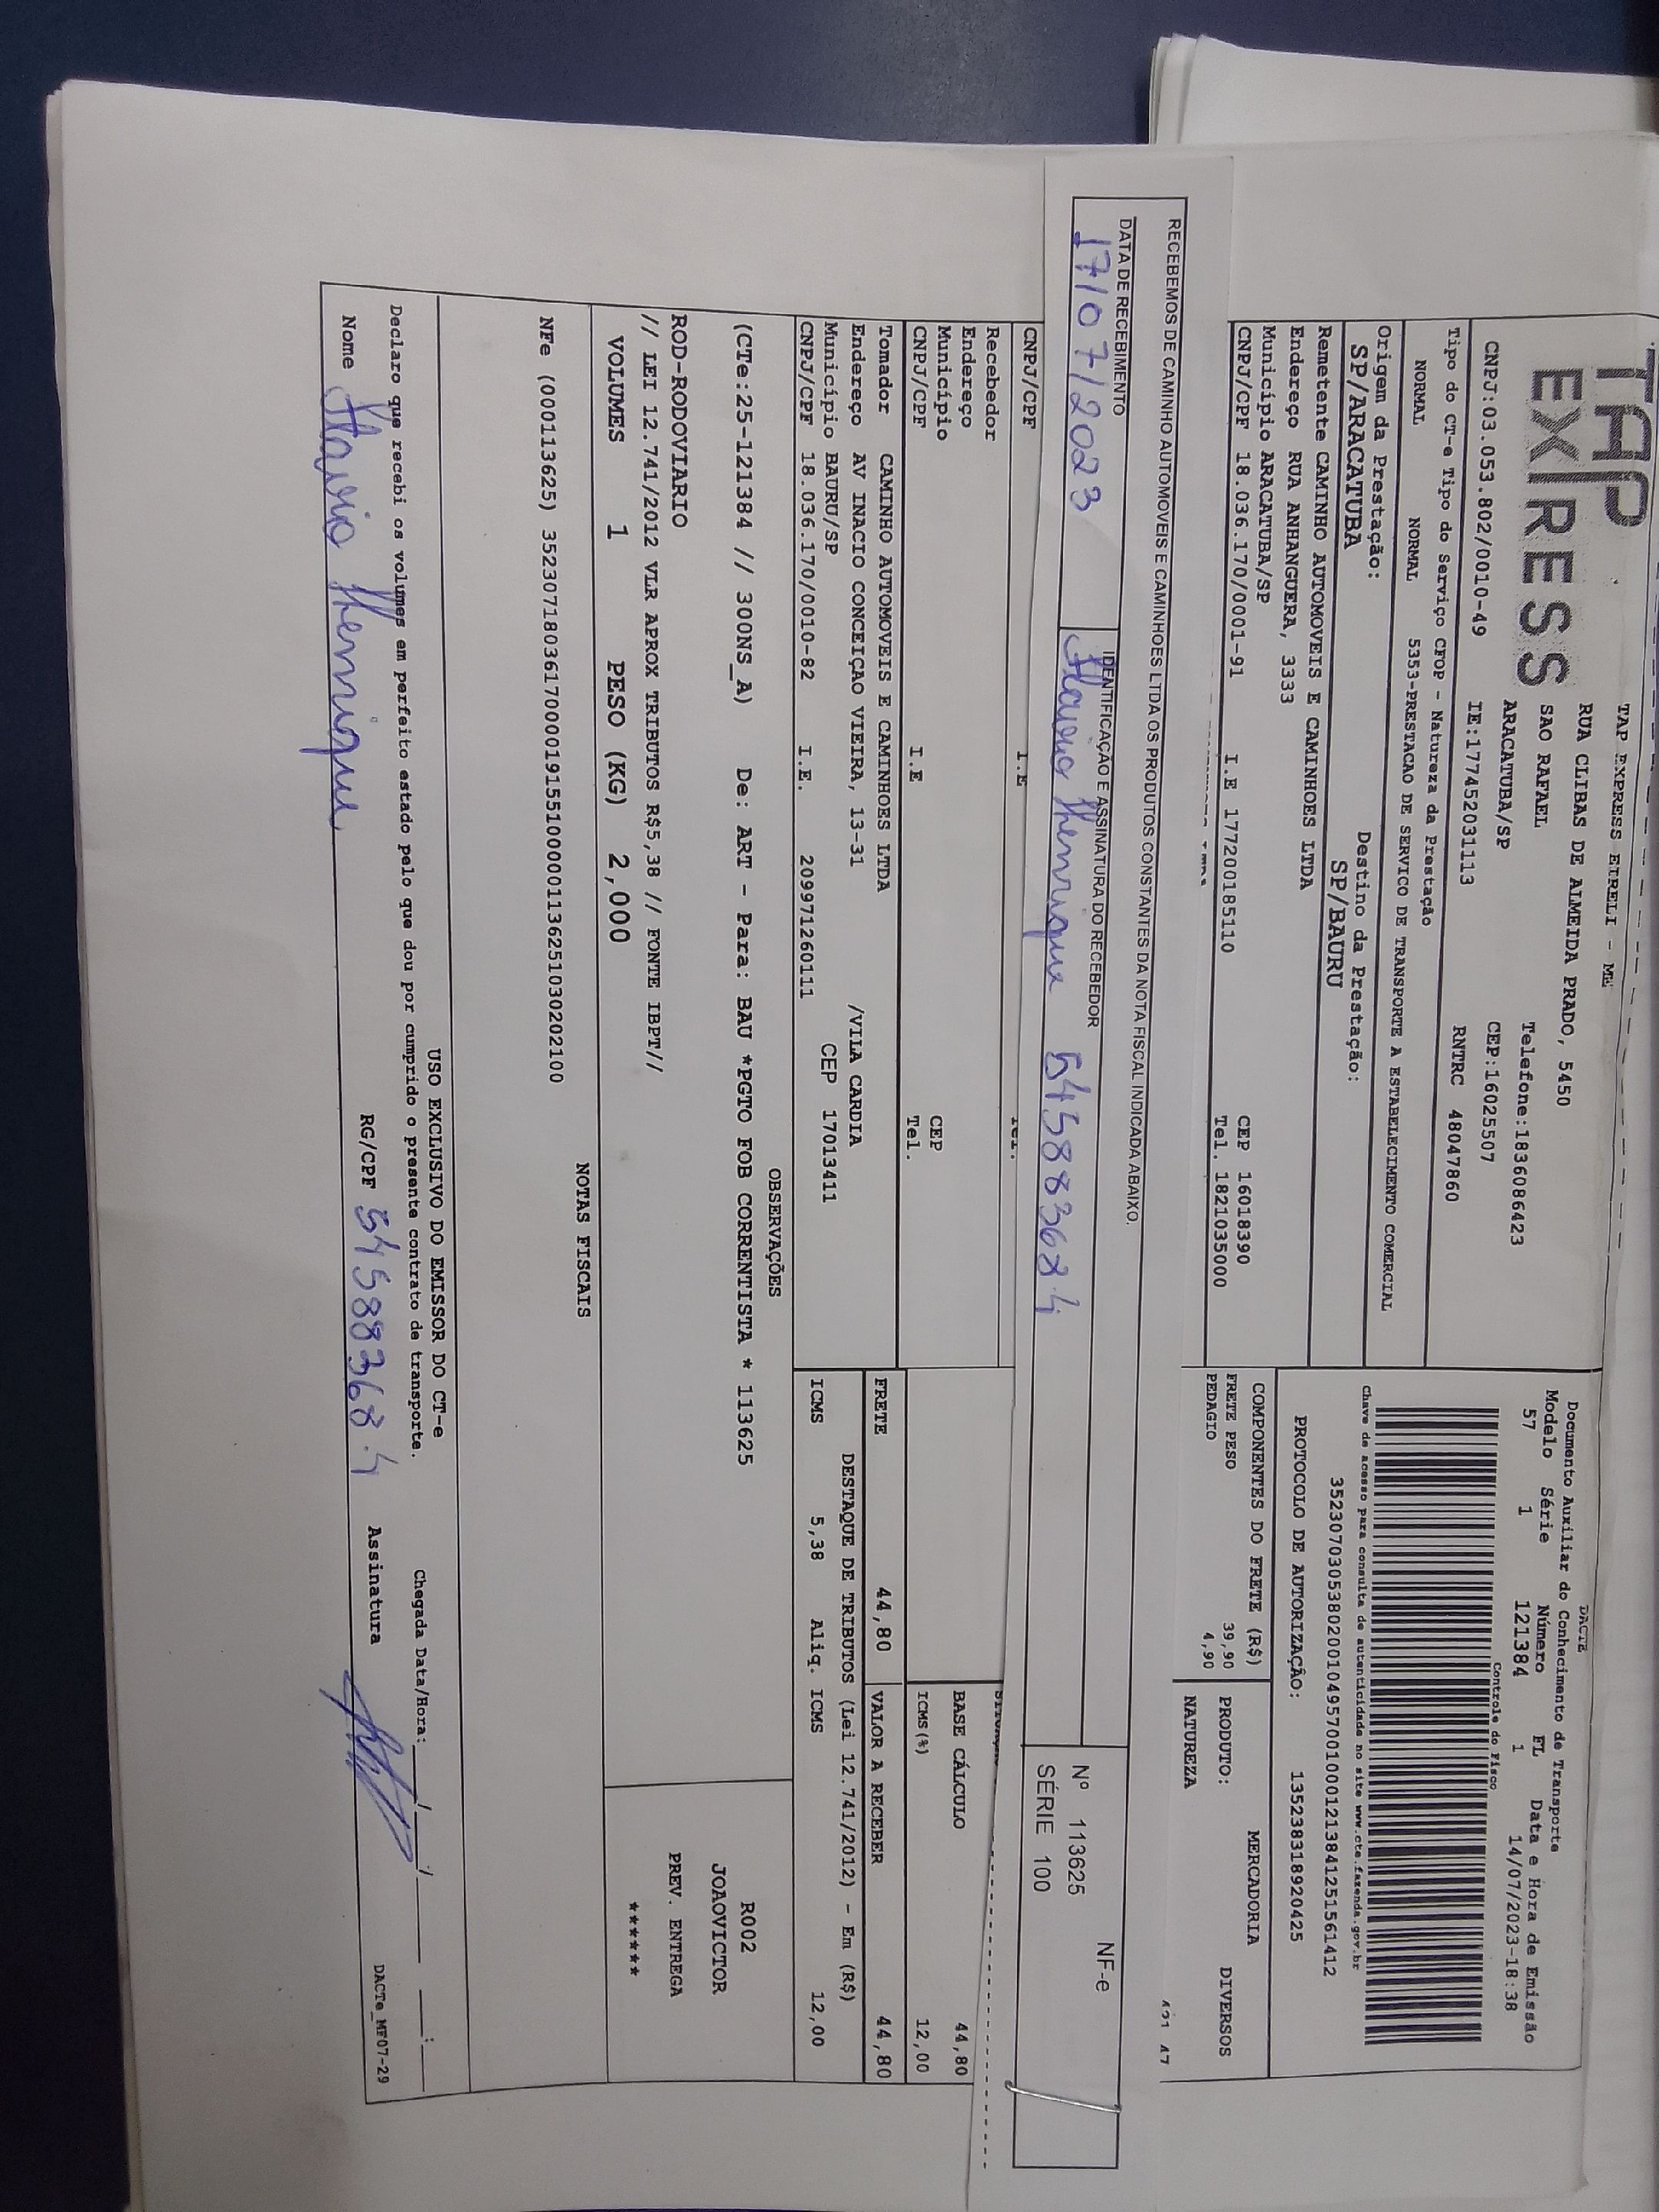 TAP
EXPRESS
TAP EXPRESS EIRELI - ME
RUA CLIBAS DE ALMEIDA PRADO, 5450
SAO RAFAEL Telefone:1836086423
ARACATUBA/SP CEP:16025507
CNPJ:03.053.802/0010-49 IE:177452031113 RNTRC 48047860
DACTE
Documento Auxiliar do Conhecimento de Transporte
Modelo Série Número FL Data e Hora de Emissão
57 1 121384 1 14/07/2023-18:38
Controle do Fisco
Chave de acesso para consulta de autenticidade no site www.cte.fazenda.gov.br
35230703053802001049570010001213841251561412
PROTOCOLO DE AUTORIZAÇÃO: 135238318920425
Tipo do CT-e Tipo do Serviço CFOP - Natureza da Prestação
NORMAL NORMAL 5353-PRESTACAO DE SERVICO DE TRANSPORTE A ESTABELECIMENTO COMERCIAL
Origem da Prestação: Destino da Prestação:
SP/ARACATUBA SP/BAURU
Remetente CAMINHO AUTOMOVEIS E CAMINHOES LTDA
Endereço RUA ANHANGUERA, 3333
Município ARACATUBA/SP CEP 16018390
CNPJ/CPF 18.036.170/0001-91 I.E 177200185110 Tel. 1821035000
COMPONENTES DO FRETE (R$)
FRETE PESO 39,90
PEDAGIO 4,90
MERCADORIA
PRODUTO: DIVERSOS
NATUREZA
RECEBEMOS DE CAMINHO AUTOMOVEIS E CAMINHOES LTDA OS PRODUTOS CONSTANTES DA NOTA FISCAL INDICADA ABAIXO.
NF-e
Nº 113625
SÉRIE 100
DATA DE RECEBIMENTO IDENTIFICAÇÃO E ASSINATURA DO RECEBEDOR
17/07/2023 Flavio Henrique 54588368-4
CNPJ/CPF I.E Tel.
Recebedor
Endereço
Município CEP
CNPJ/CPF I.E Tel.
BASE CÁLCULO 44,80
ICMS(%) 12,00
Tomador CAMINHO AUTOMOVEIS E CAMINHOES LTDA
Endereço AV INACIO CONCEIÇAO VIEIRA, 13-31 /VILA CARDIA
Município BAURU/SP CEP 17013411
CNPJ/CPF 18.036.170/0010-82 I.E. 209971260111
FRETE 44,80 VALOR A RECEBER 44,80
DESTAQUE DE TRIBUTOS (Lei 12.741/2012) - Em (R$)
ICMS 5,38 Aliq. ICMS 12,00
OBSERVAÇÕES
(CTe:25-121384 // 300NS_A) De: ART - Para: BAU *PGTO FOB CORRENTISTA * 113625
R002
JOAOVICTOR
ROD-RODOVIARIO
// LEI 12.741/2012 VLR APROX TRIBUTOS R$5,38 // FONTE IBPT//
PREV. ENTREGA
******
VOLUMES 1 PESO (KG) 2,000
NOTAS FISCAIS
NFe (000113625) 35230718036170000191551000001136251030202100
USO EXCLUSIVO DO EMISSOR DO CT-e
Declaro que recebi os volumes em perfeito estado pelo que dou por cumprido o presente contrato de transporte. Chegada Data/Hora: ____/____/____ ___:___
Nome Flavio Henrique RG/CPF 54588368-4 Assinatura
DACTe_MF07-29